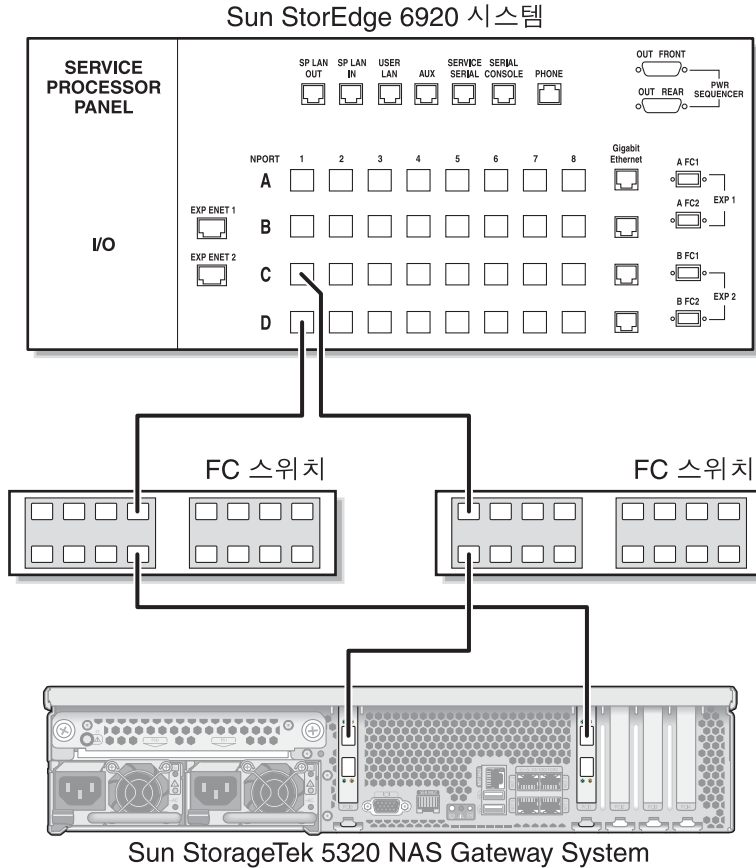 Sun StorEdge 6920 시스템
SERVICE PROCESSOR PANEL
SP LAN OUT
SP LAN IN
USER LAN
AUX
SERVICE SERIAL
SERIAL CONSOLE
PHONE
OUT FRONT
OUT REAR
PWR SEQUENCER
NPORT 1 2 3 4 5 6 7 8
Gigabit Ethernet
A
B
C
D
I/O
EXP ENET 1
EXP ENET 2
A FC1
A FC2
EXP 1
B FC1
B FC2
EXP 2
FC 스위치
FC 스위치
Sun StorageTek 5320 NAS Gateway System